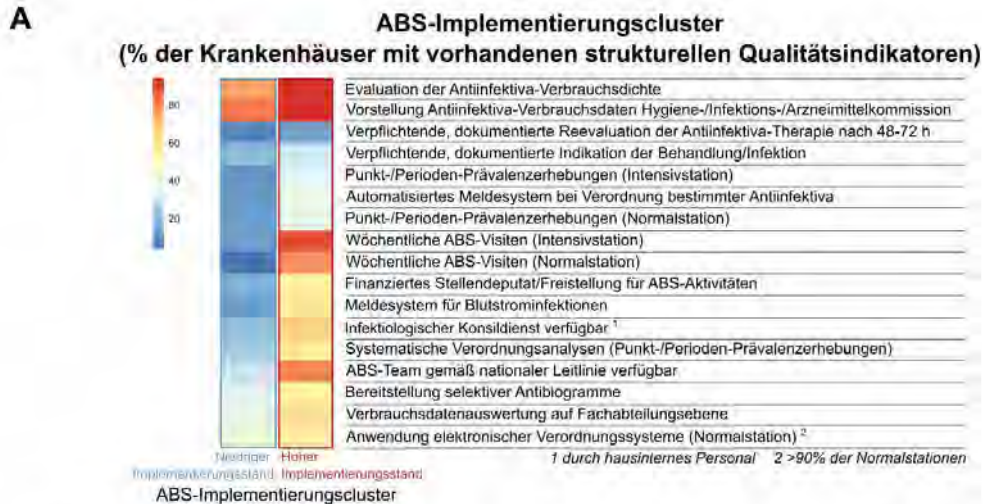 A
ABS-Implementierungscluster
(% der Krankenhäuser mit vorhandenen strukturellen Qualitätsindikatoren)
80
60
40
20
Evaluation der Antiinfektiva-Verbrauchsdichte
Vorstellung Antiinfektiva-Verbrauchsdaten Hygiene-/Infektions-/Arzneimittelkommission
Verpflichtende, dokumentierte Reevaluation der Antiinfektiva-Therapie nach 48-72 h
Verpflichtende, dokumentierte Indikation der Behandlung/Infektion
Punkt-/Perioden-Prävalenzerhebungen (Intensivstation)
Automatisiertes Meldesystem bei Verordnung bestimmter Antiinfektiva
Punkt-/Perioden-Prävalenzerhebungen (Normalstation)
Wöchentliche ABS-Visiten (Intensivstation)
Wöchentliche ABS-Visiten (Normalstation)
Finanziertes Stellendeputat/Freistellung für ABS-Aktivitäten
Meldesystem für Blutstrominfektionen
Infektiologischer Konsildienst verfügbar 1
Systematische Verordnungsanalysen (Punkt-/Perioden-Prävalenzerhebungen)
ABS-Team gemäß nationaler Leitlinie verfügbar
Bereitstellung selektiver Antibiogramme
Verbrauchsdatenauswertung auf Fachabteilungsebene
Anwendung elektronischer Verordnungssysteme (Normalstation) 2
Niedriger Hoher
Implementierungsstand Implementierungsstand
1 durch hausinternes Personal 2 >90% der Normalstationen
ABS-Implementierungscluster